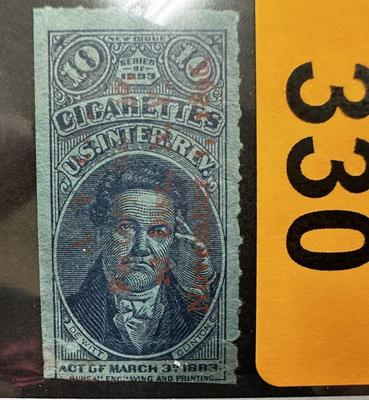 NEW ISSUE
10 SERIES OF 1883 10
CIGARETTES
U.S. INTER. REV.
DE WITT CLINTON
ACT OF MARCH 3RD 1883.
BUREAU ENGRAVING AND PRINTING
330